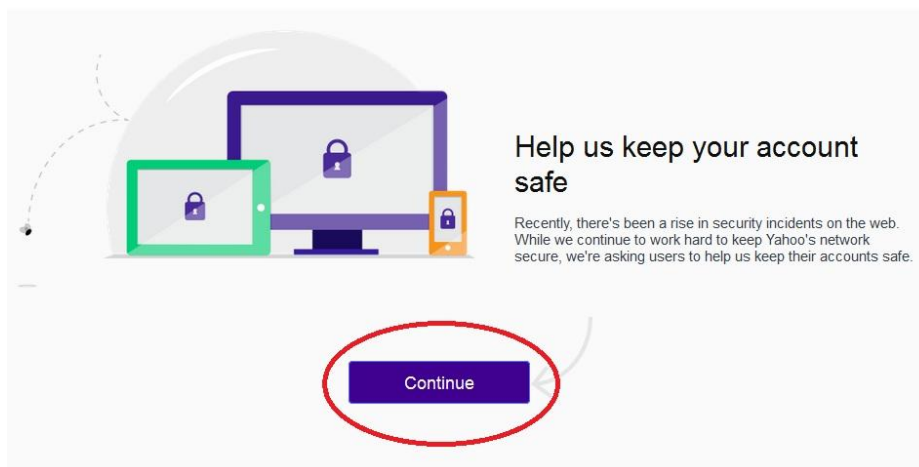 Help us keep your account
safe
Recently, there's been a rise in security incidents on the web.
While we continue to work hard to keep Yahoo's network
secure, we're asking users to help us keep their accounts safe.
Continue